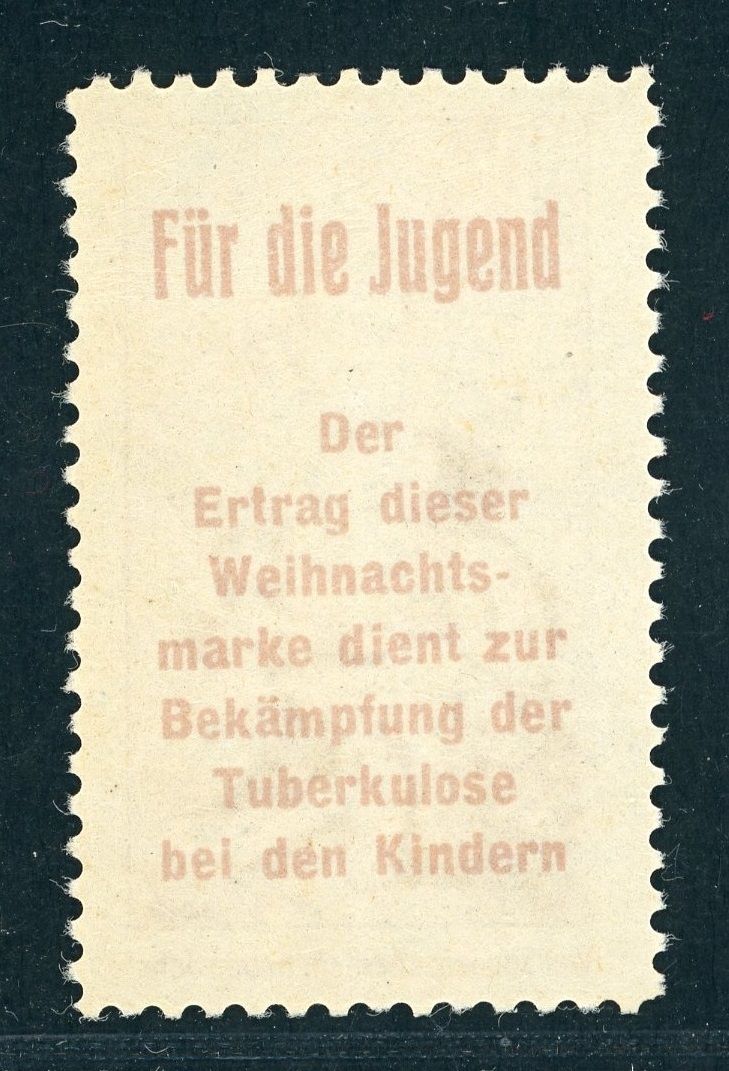 Für die Jugend
Der
Ertrag dieser
Weihnachts-
marke dient zur
Bekämpfung der
Tuberkulose
bei den Kindern